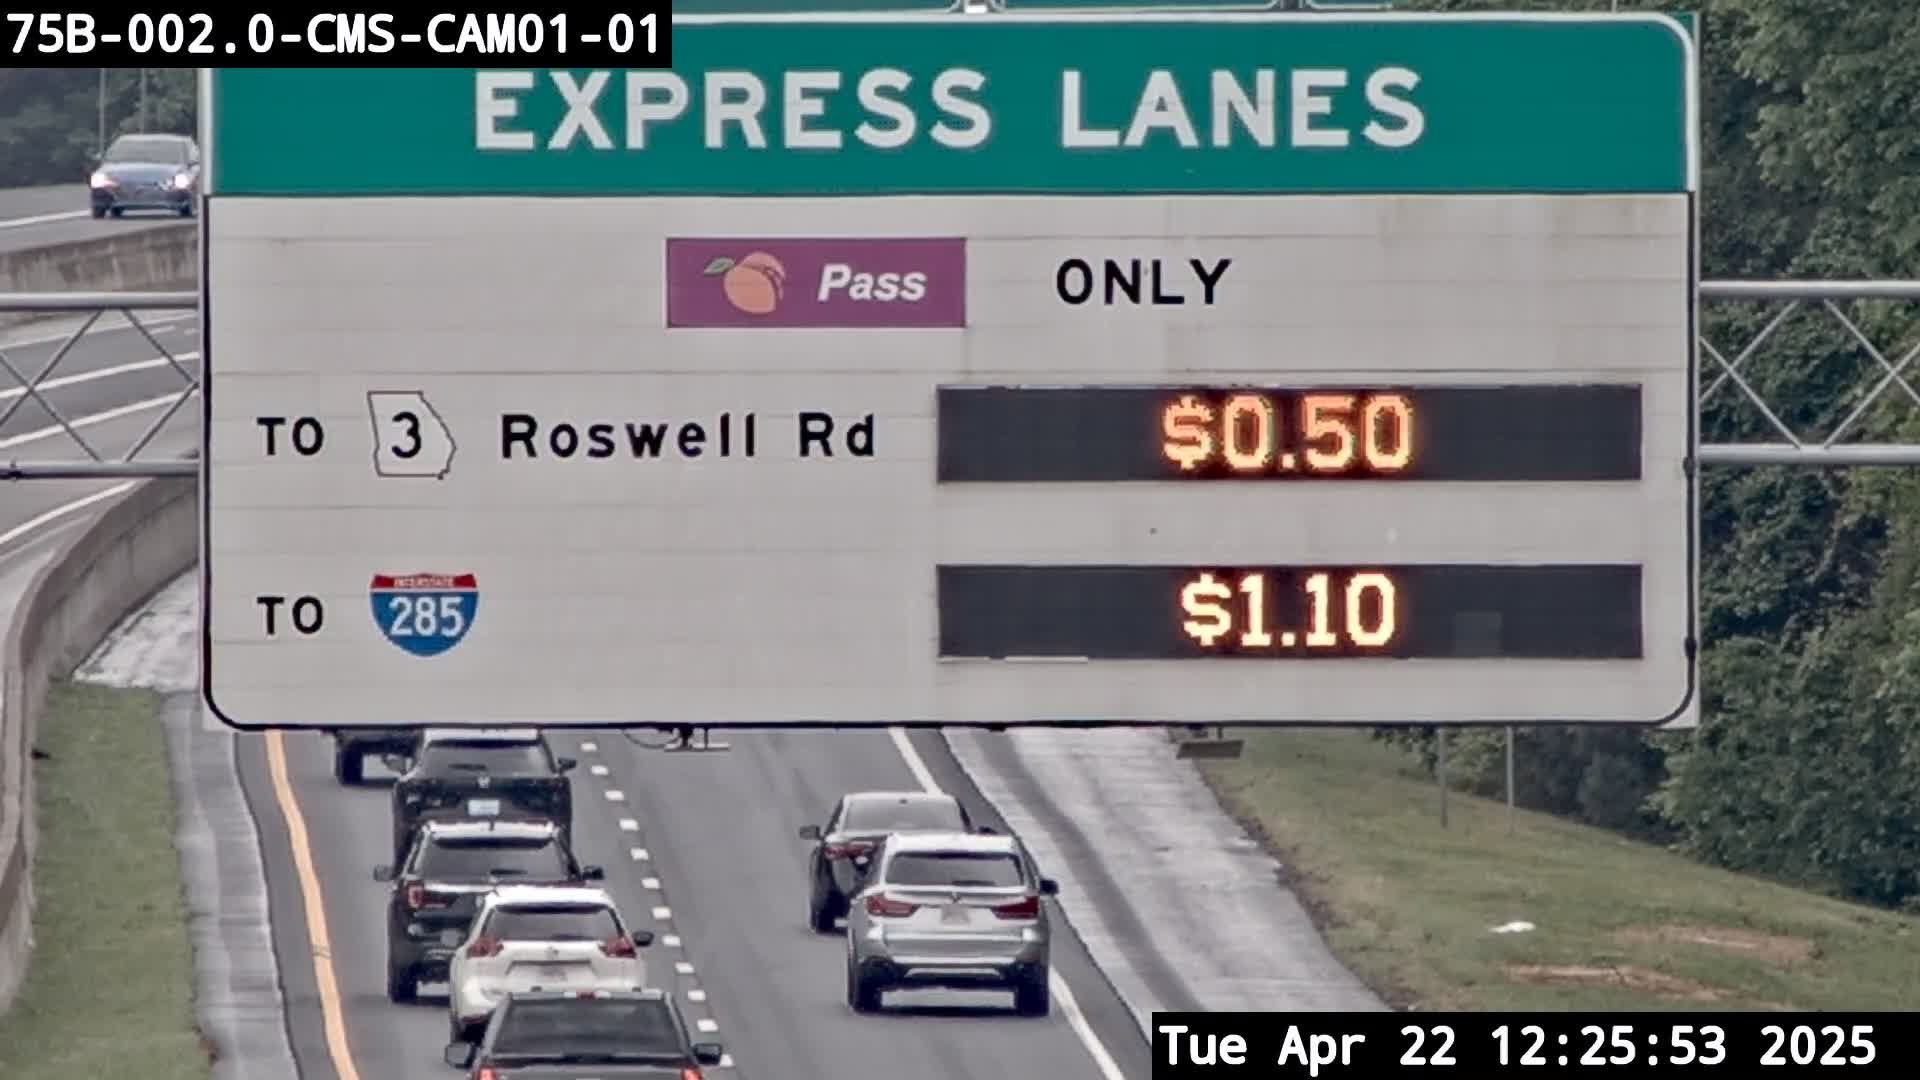 75B-002.0-CMS-CAM01-01
EXPRESS LANES
Pass ONLY
TO 3 Roswell Rd $0.50
TO INTERSTATE 285 $1.10
Tue Apr 22 12:25:53 2025